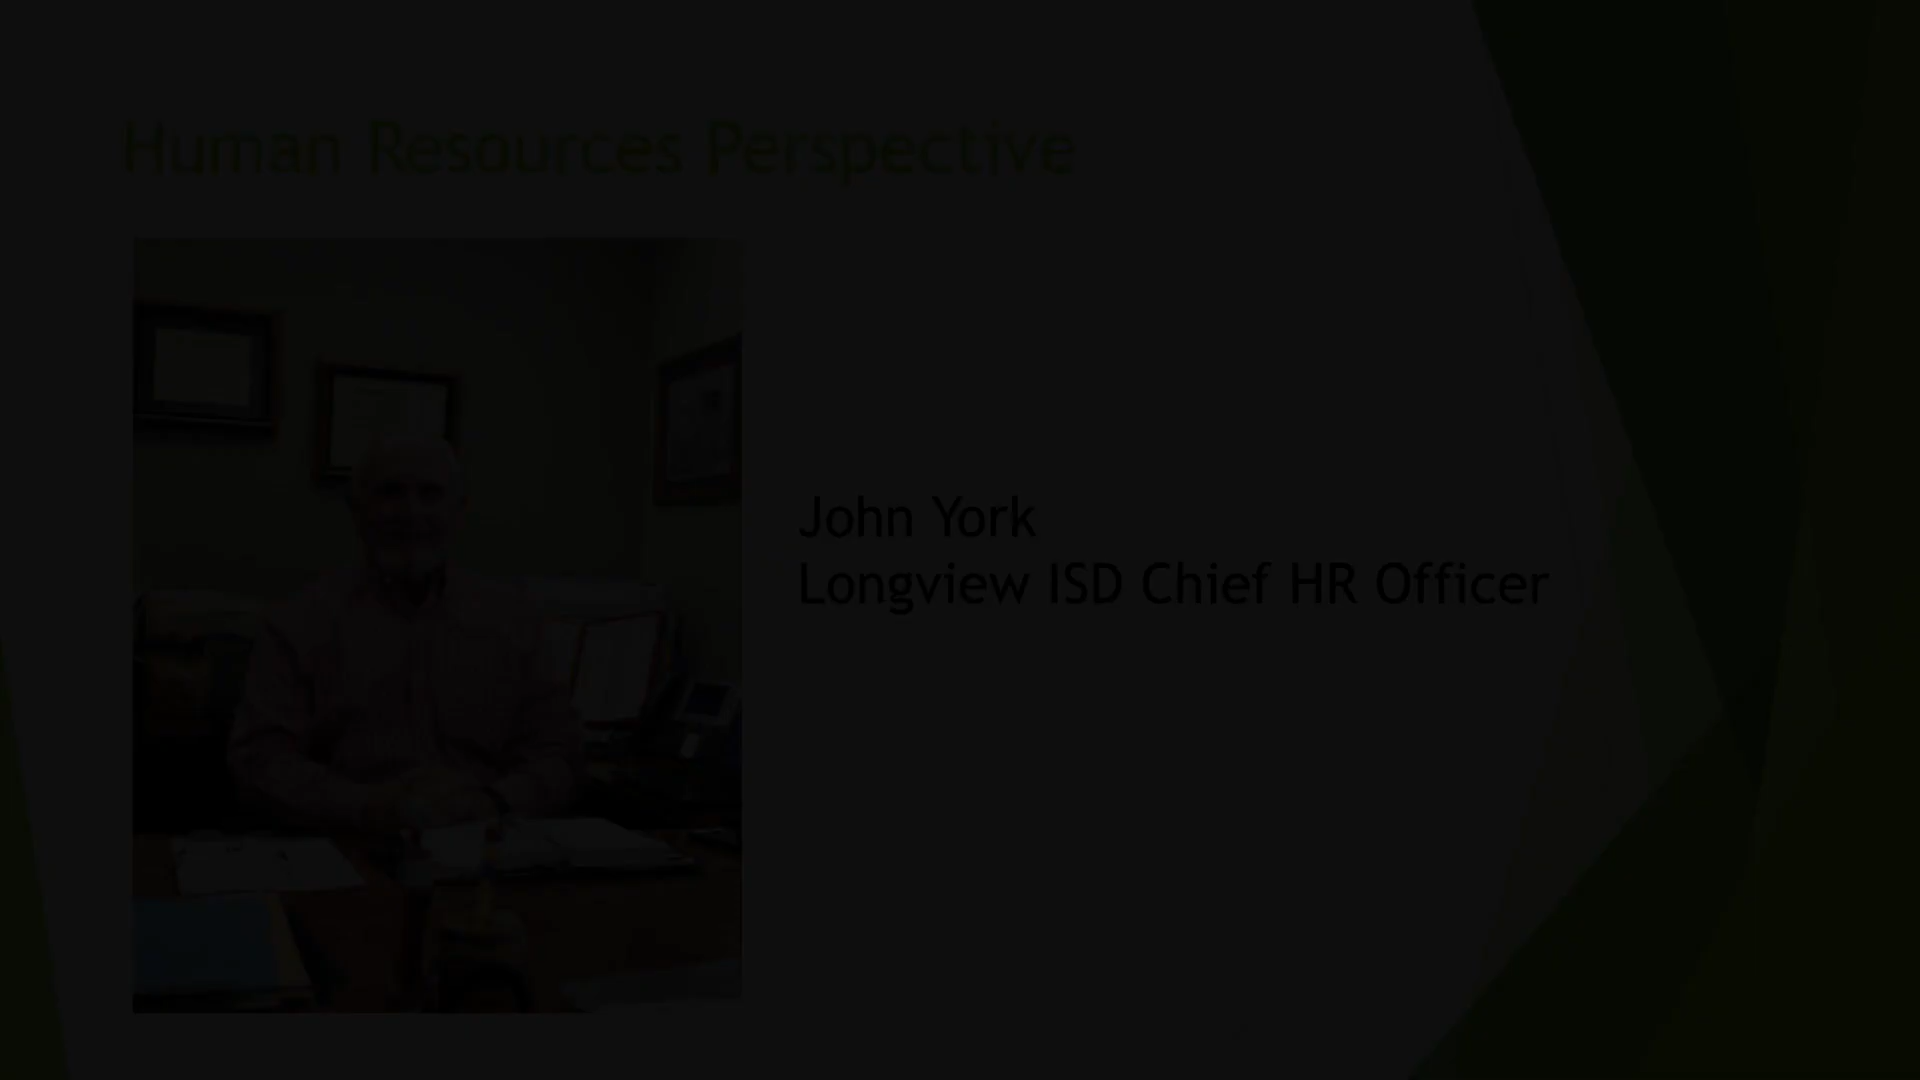 Human Resources Perspective
John York
Longview ISD Chief HR Officer